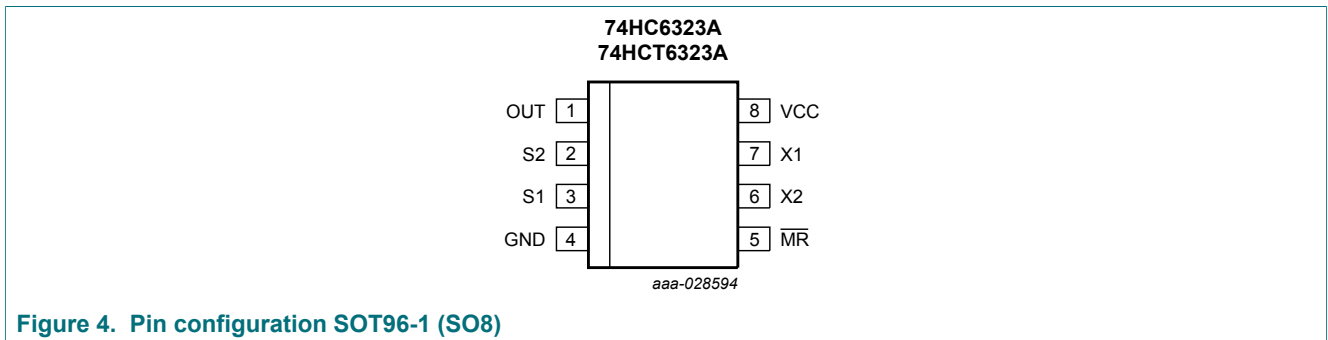 74HC6323A
74HCT6323A
OUT 1
8 VCC
S2 2
7 X1
S1 3
6 X2
GND 4
5 M̅R̅
aaa-028594
Figure 4. Pin configuration SOT96-1 (SO8)